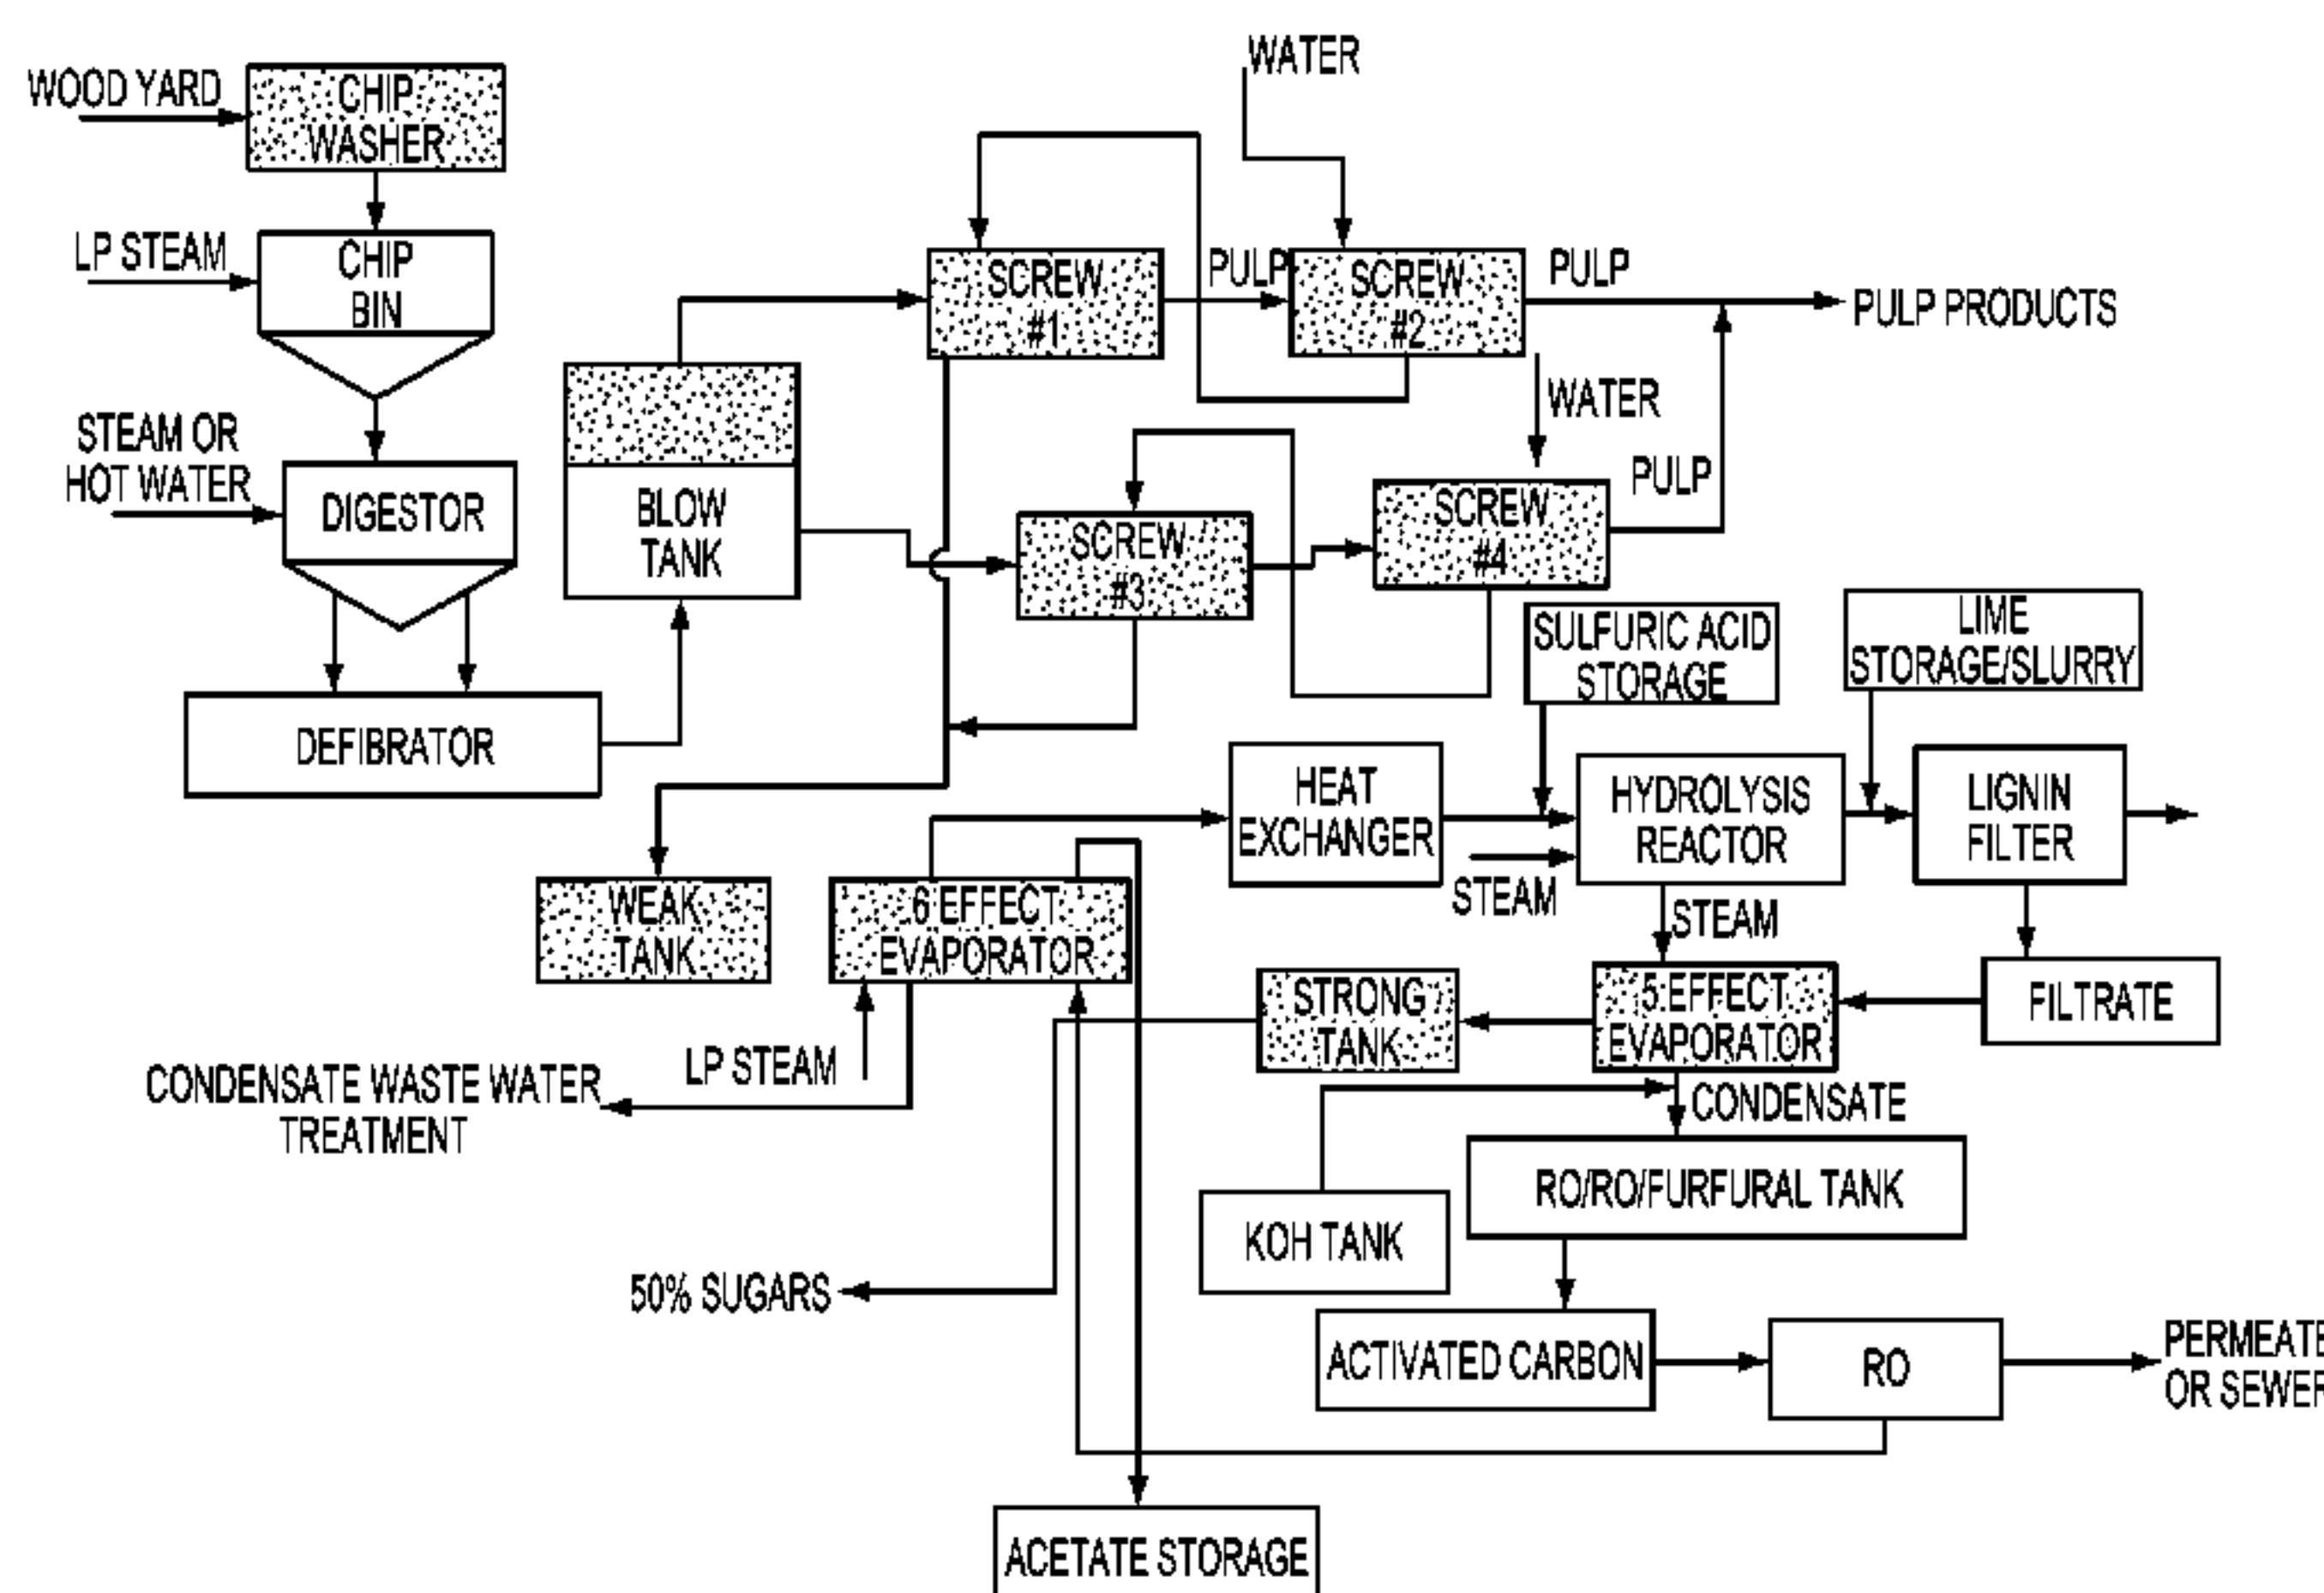 WOOD YARD
CHIP
WASHER
LP STEAM
CHIP
BIN
STEAM OR
HOT WATER
DIGESTOR
DEFIBRATOR
BLOW
TANK
WATER
SCREW
#1
PULP
SCREW
#2
PULP
PULP PRODUCTS
WATER
PULP
SCREW
#3
SCREW
#4
SULFURIC ACID
STORAGE
LIME
STORAGE/SLURRY
HEAT
EXCHANGER
HYDROLYSIS
REACTOR
LIGNIN
FILTER
STEAM
STEAM
WEAK
TANK
6 EFFECT
EVAPORATOR
STRONG
TANK
5 EFFECT
EVAPORATOR
FILTRATE
LP STEAM
CONDENSATE WASTE WATER
TREATMENT
CONDENSATE
RO/RO/FURFURAL TANK
KOH TANK
50% SUGARS
ACTIVATED CARBON
RO
PERMEATE
OR SEWER
ACETATE STORAGE